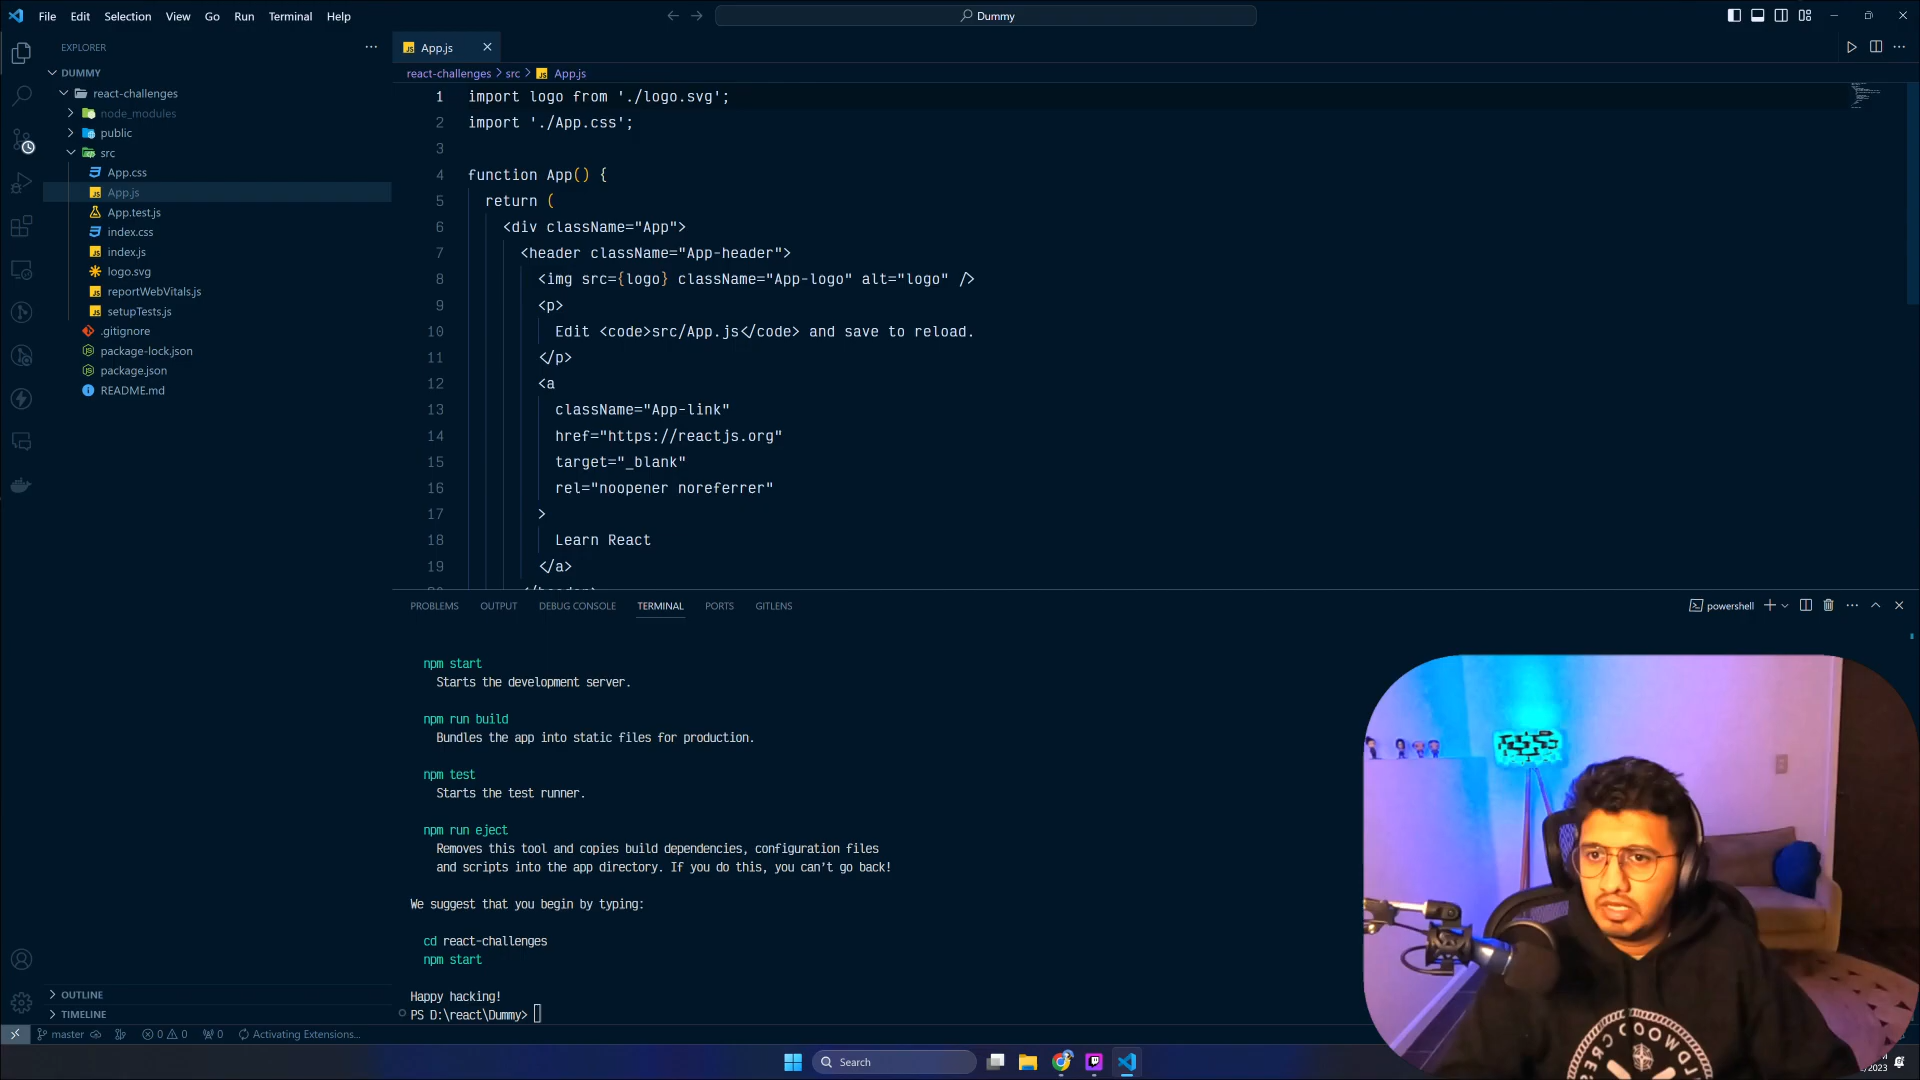 File Edit Selection View Go Run Terminal Help
Dummy
EXPLORER
DUMMY
react-challenges
node_modules
public
src
App.css
App.js
App.test.js
index.css
index.js
logo.svg
reportWebVitals.js
setupTests.js
.gitignore
package-lock.json
package.json
README.md
OUTLINE
TIMELINE
App.js
react-challenges > src > App.js
1 import logo from './logo.svg';
2 import './App.css';
3
4 function App() {
5 return (
6 <div className="App">
7 <header className="App-header">
8 <img src={logo} className="App-logo" alt="logo" />
9 <p>
10 Edit <code>src/App.js</code> and save to reload.
11 </p>
12 <a
13 className="App-link"
14 href="https://reactjs.org"
15 target="_blank"
16 rel="noopener noreferrer"
17 >
18 Learn React
19 </a>
PROBLEMS OUTPUT DEBUG CONSOLE TERMINAL PORTS GITLENS
powershell
npm start
Starts the development server.
npm run build
Bundles the app into static files for production.
npm test
Starts the test runner.
npm run eject
Removes this tool and copies build dependencies, configuration files
and scripts into the app directory. If you do this, you can't go back!
We suggest that you begin by typing:
cd react-challenges
npm start
Happy hacking!
PS D:\react\Dummy>
master 0 0 0 Activating Extensions...
Search